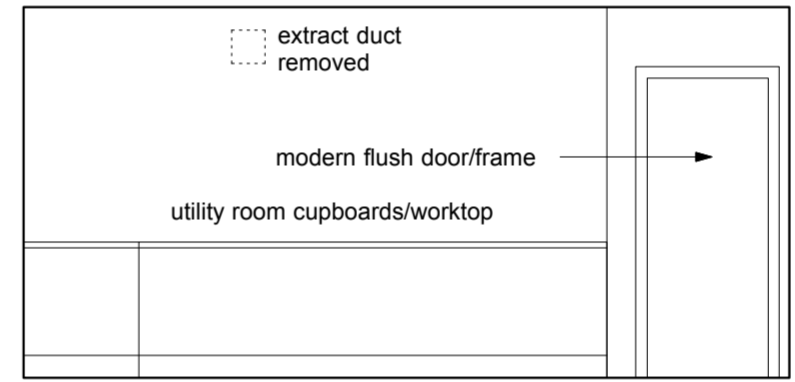 extract duct
removed
modern flush door/frame
utility room cupboards/worktop